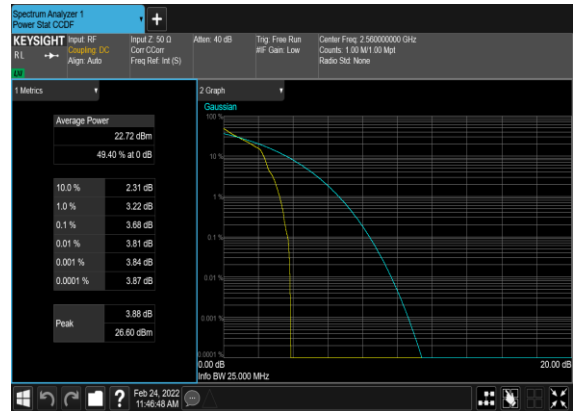 Spectrum Analyzer 1
Power Stat CCDF
+
KEYSIGHT
RL
LW
Input: RF
Coupling: DC
Align: Auto
Input Z: 50 Ω
Corr CCorr
Freq Ref: Int (S)
Atten: 40 dB
Trig: Free Run
#IF Gain: Low
Center Freq: 2.560000000 GHz
Counts: 1.00 M/1.00 Mpt
Radio Std: None
1 Metrics
Average Power
22.72 dBm
49.40 % at 0 dB
10.0 % 2.31 dB
1.0 % 3.22 dB
0.1 % 3.68 dB
0.01 % 3.81 dB
0.001 % 3.84 dB
0.0001 % 3.87 dB
Peak
3.88 dB
26.60 dBm
2 Graph
Gaussian
100 %
10 %
1 %
0.1 %
0.01 %
0.001 %
0.0001 %
0.00 dB
20.00 dB
Info BW 25.000 MHz
?
Feb 24, 2022
11:46:48 AM